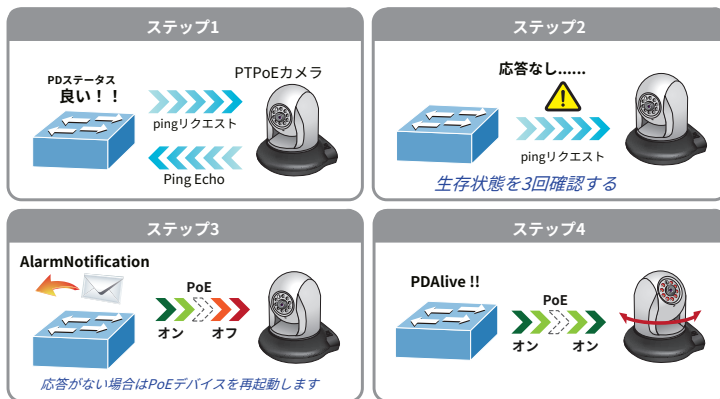 ステップ1
PDステータス
良い！！
PTPoEカメラ
pingリクエスト
Ping Echo
ステップ2
応答なし......
pingリクエスト
生存状態を3回確認する
ステップ3
AlarmNotification
PoE
オン オフ
応答がない場合はPoEデバイスを再起動します
ステップ4
PDAlive !!
PoE
オン オン